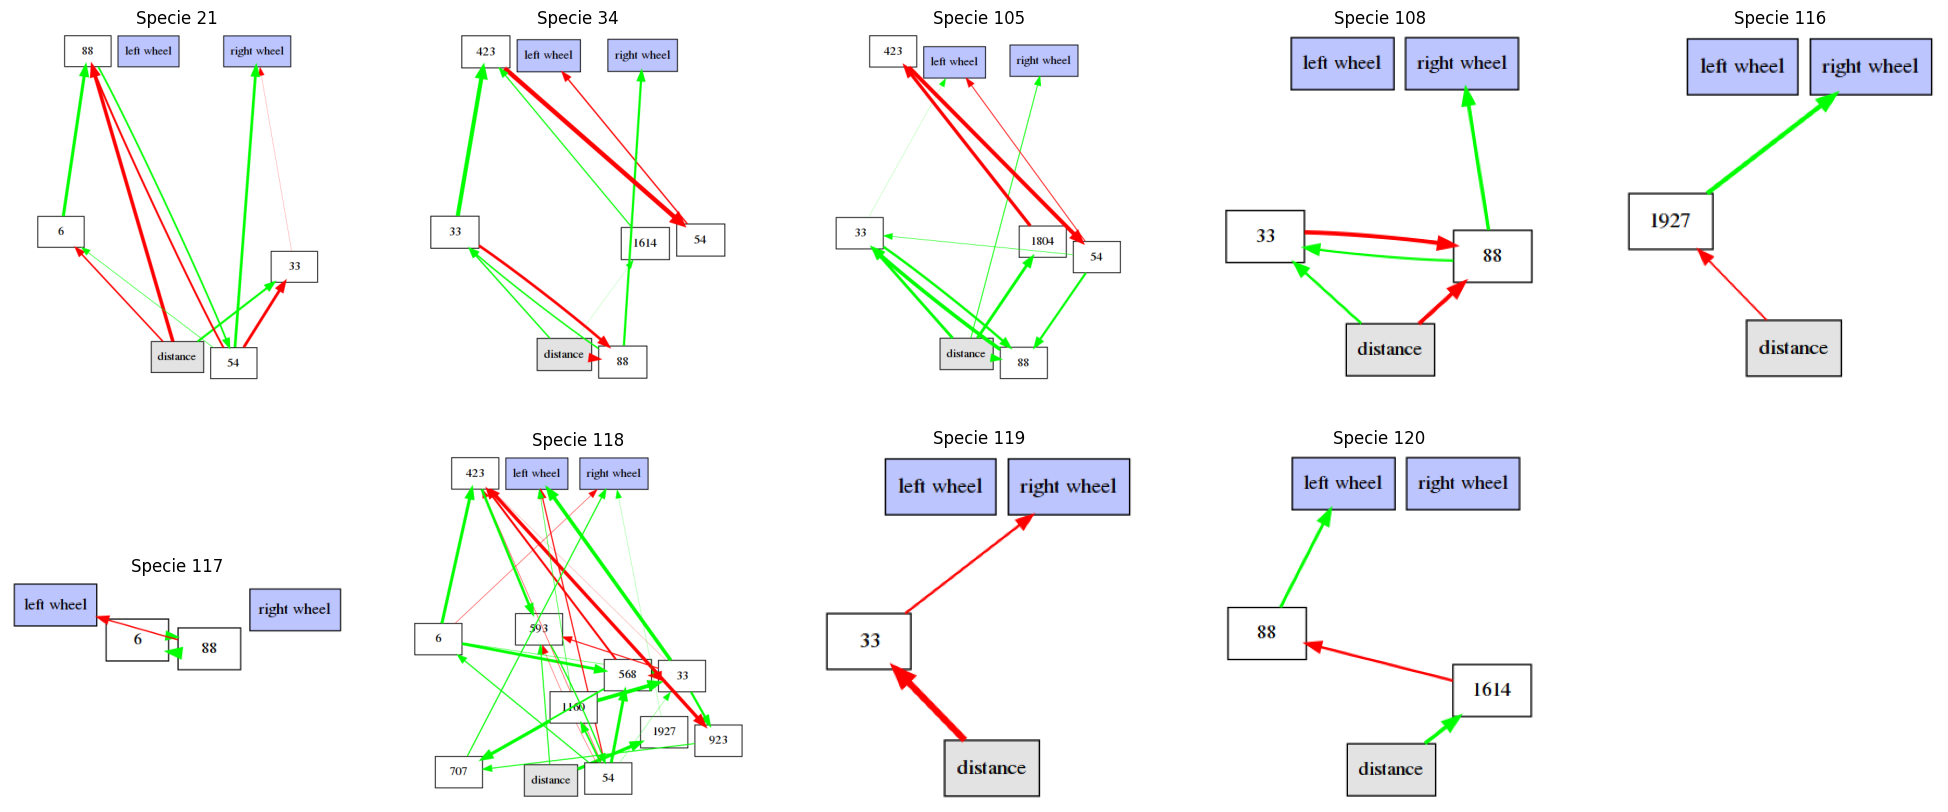 Specie 21
88
left wheel
right wheel
6
33
distance
54
Specie 34
423
left wheel
right wheel
33
1614
54
distance
88
Specie 105
423
left wheel
right wheel
33
1804
54
distance
88
Specie 108
left wheel
right wheel
33
88
distance
Specie 116
left wheel
right wheel
1927
distance
Specie 117
left wheel
right wheel
6
88
Specie 118
423
left wheel
right wheel
6
593
568
33
1160
1927
923
707
distance
54
Specie 119
left wheel
right wheel
33
distance
Specie 120
left wheel
right wheel
88
1614
distance